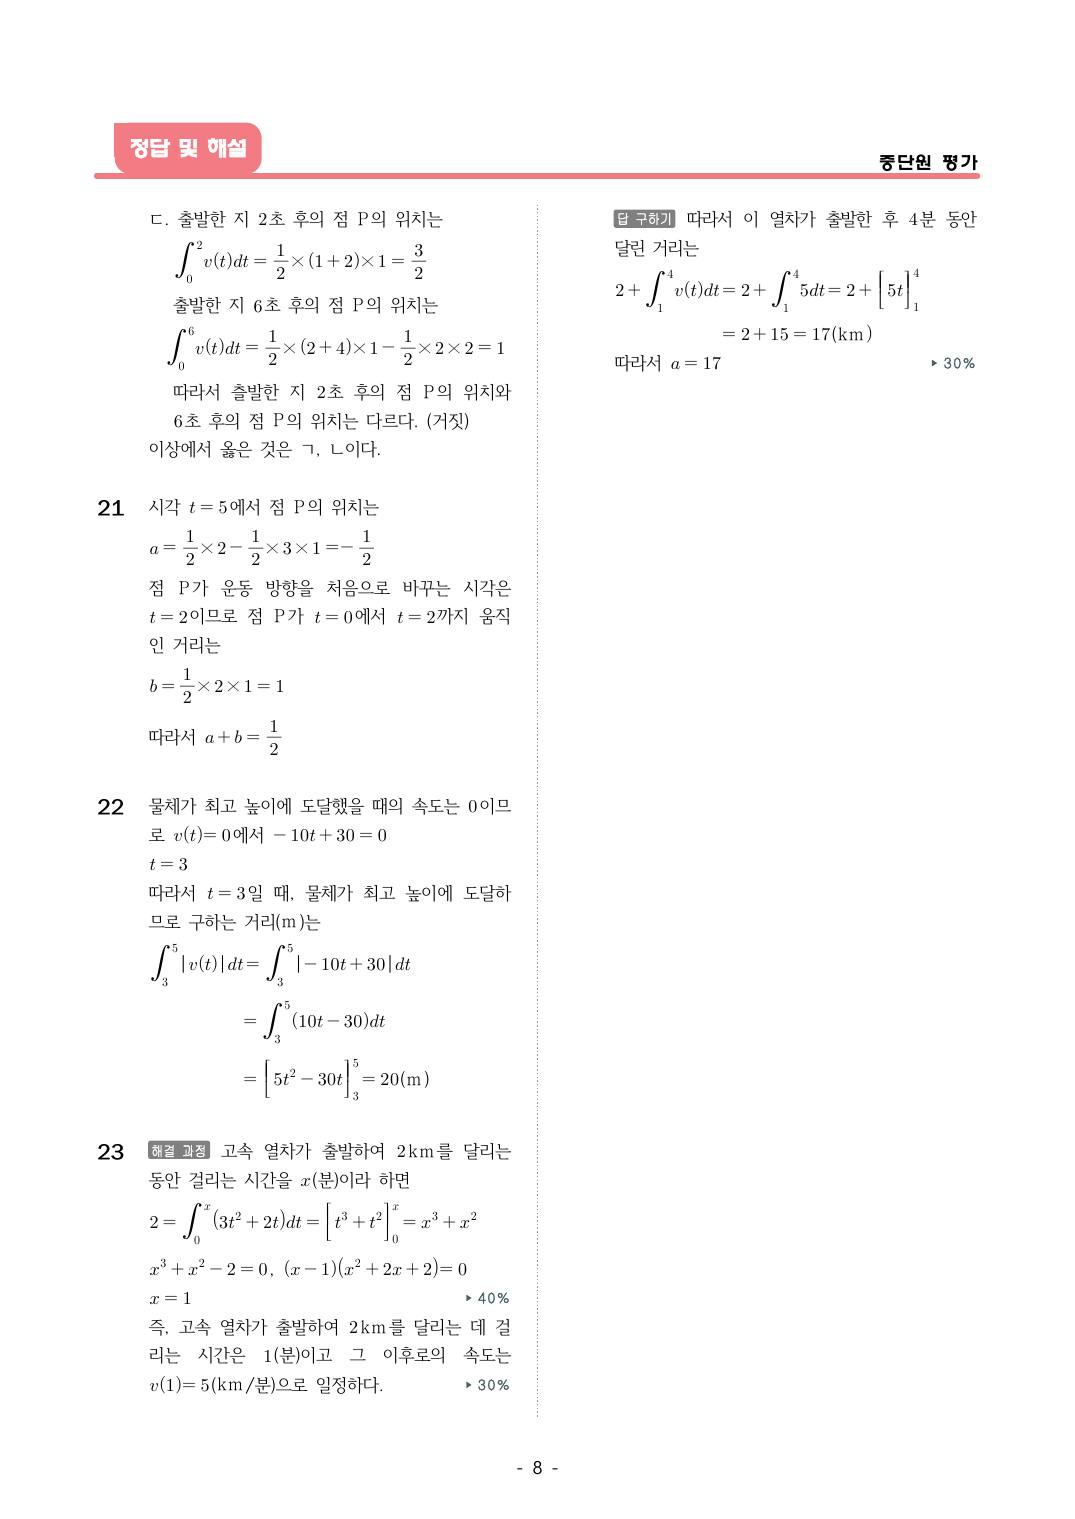 정답 및 해설
중단원 평가
ㄷ. 출발한 지 2초 후의 점 P의 위치는
∫₀² v(t)dt = 1/2 × (1+2) × 1 = 3/2
출발한 지 6초 후의 점 P의 위치는
∫₀⁶ v(t)dt = 1/2 × (2+4) × 1 − 1/2 × 2 × 2 = 1
따라서 출발한 지 2초 후의 점 P의 위치와
6초 후의 점 P의 위치는 다르다. (거짓)
이상에서 옳은 것은 ㄱ, ㄴ이다.
21 시각 t = 5에서 점 P의 위치는
a = 1/2 × 2 − 1/2 × 3 × 1 = − 1/2
점 P가 운동 방향을 처음으로 바꾸는 시각은
t = 2이므로 점 P가 t = 0에서 t = 2까지 움직
인 거리는
b = 1/2 × 2 × 1 = 1
따라서 a + b = 1/2
22 물체가 최고 높이에 도달했을 때의 속도는 0이므
로 v(t) = 0에서 − 10t + 30 = 0
t = 3
따라서 t = 3일 때, 물체가 최고 높이에 도달하
므로 구하는 거리(m)는
∫₃⁵ |v(t)| dt = ∫₃⁵ |− 10t + 30| dt
= ∫₃⁵ (10t − 30)dt
= [5t² − 30t]₃⁵ = 20(m)
23 해결 과정 고속 열차가 출발하여 2km를 달리는
동안 걸리는 시간을 x(분)이라 하면
2 = ∫₀ˣ (3t² + 2t)dt = [t³ + t²]₀ˣ = x³ + x²
x³ + x² − 2 = 0, (x − 1)(x² + 2x + 2) = 0
x = 1 ▸ 40%
즉, 고속 열차가 출발하여 2km를 달리는 데 걸
리는 시간은 1(분)이고 그 이후로의 속도는
v(1) = 5(km/분)으로 일정하다. ▸ 30%
답 구하기 따라서 이 열차가 출발한 후 4분 동안
달린 거리는
2 + ∫₁⁴ v(t)dt = 2 + ∫₁⁴ 5dt = 2 + [5t]₁⁴
= 2 + 15 = 17(km)
따라서 a = 17 ▸ 30%
- 8 -